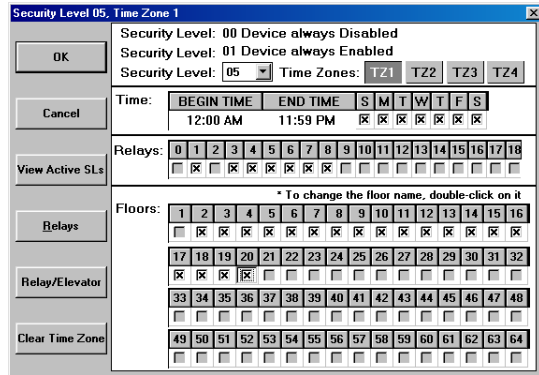 Security Level 05, Time Zone 1
OK
Cancel
View Active SLs
Relays
Relay/Elevator
Clear Time Zone
Security Level: 00 Device always Disabled
Security Level: 01 Device always Enabled
Security Level: 05 Time Zones: TZ1 TZ2 TZ3 TZ4
Time: BEGIN TIME END TIME S M T W T F S
12:00 AM 11:59 PM
Relays: 0 1 2 3 4 5 6 7 8 9 10 11 12 13 14 15 16 17 18
* To change the floor name, double-click on it
Floors: 1 2 3 4 5 6 7 8 9 10 11 12 13 14 15 16
17 18 19 20 21 22 23 24 25 26 27 28 29 30 31 32
33 34 35 36 37 38 39 40 41 42 43 44 45 46 47 48
49 50 51 52 53 54 55 56 57 58 59 60 61 62 63 64